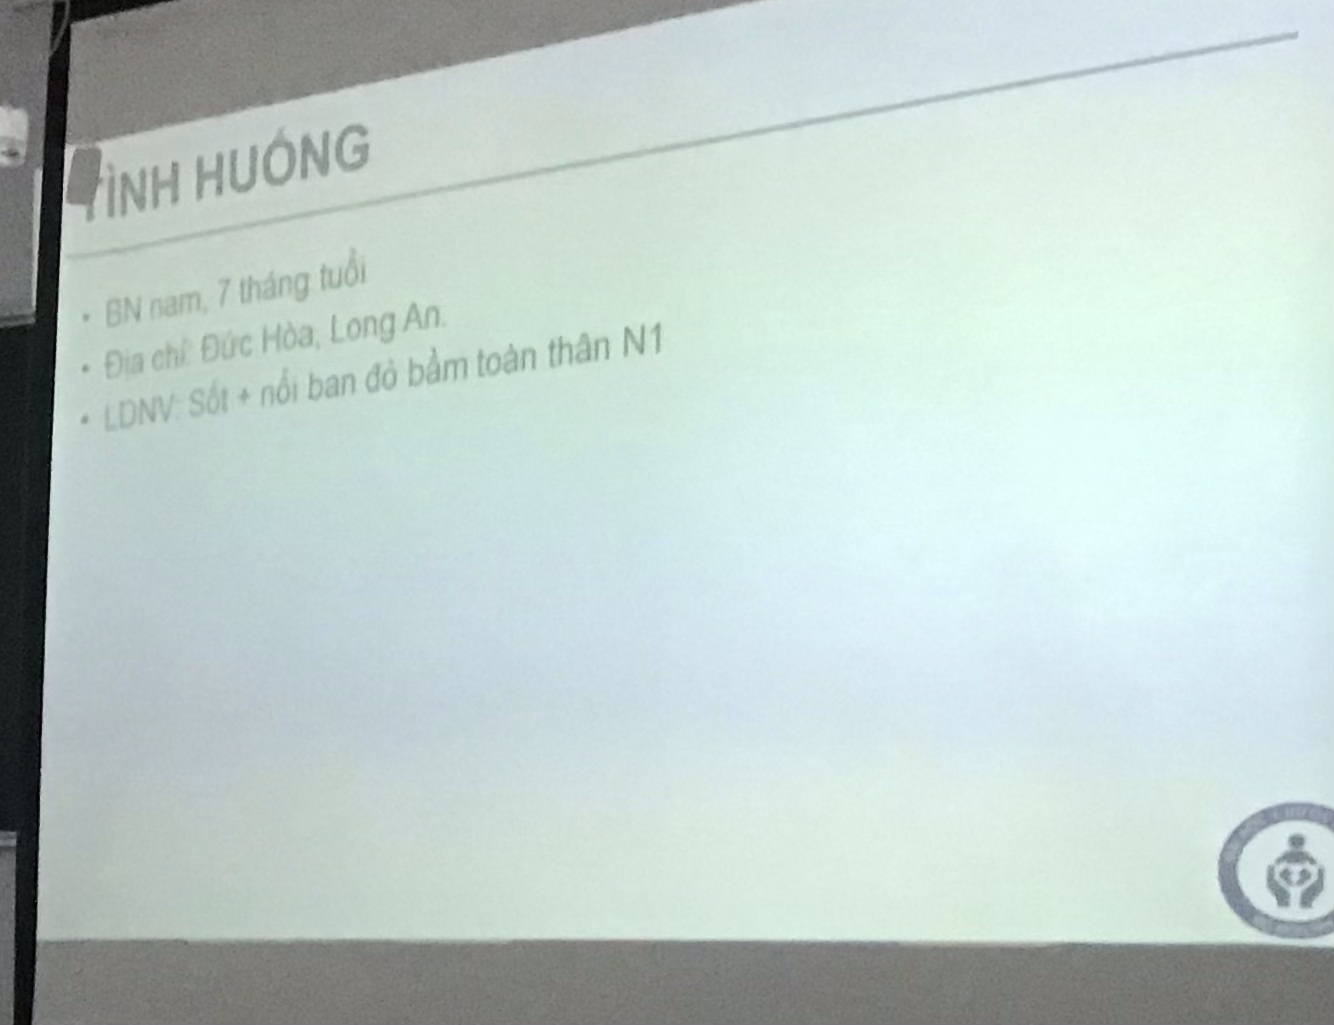 TÌNH HUỐNG
• BN nam, 7 tháng tuổi
• Địa chỉ: Đức Hòa, Long An.
• LDNV: Sốt + nổi ban đỏ bầm toàn thân N1